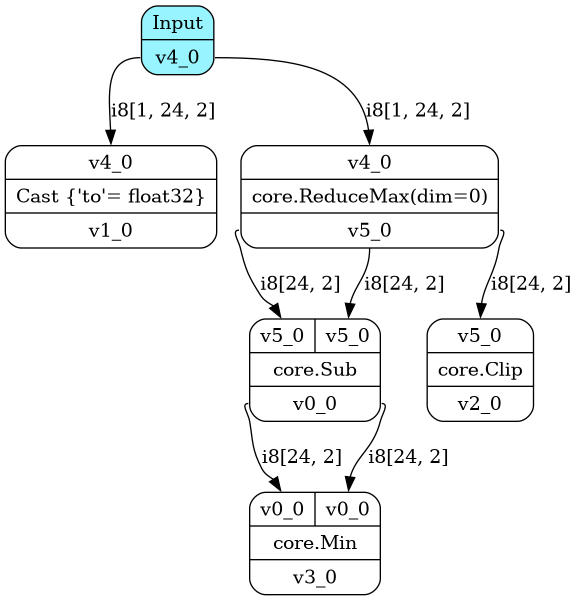 Input
v4_0
i8[1, 24, 2]
i8[1, 24, 2]
v4_0
Cast {'to'= float32}
v1_0
v4_0
core.ReduceMax(dim=0)
v5_0
i8[24, 2]
i8[24, 2]
i8[24, 2]
v5_0
v5_0
core.Sub
v0_0
v5_0
core.Clip
v2_0
i8[24, 2]
i8[24, 2]
v0_0
v0_0
core.Min
v3_0